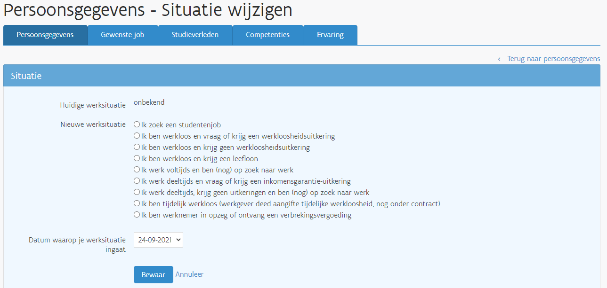 Persoonsgegevens - Situatie wijzigen
Persoonsgegevens Gewenste job Studieverleden Competenties Ervaring
← Terug naar persoonsgegevens
Situatie
Huidige werksituatie onbekend
Nieuwe werksituatie Ik zoek een studentenjob
Ik ben werkloos en vraag of krijg een werkloosheidsuitkering
Ik ben werkloos en krijg geen werkloosheidsuitkering
Ik ben werkloos en krijg een leefloon
Ik werk voltijds en ben (nog) op zoek naar werk
Ik werk deeltijds en vraag of krijg een inkomensgarantie-uitkering
Ik werk deeltijds, krijg geen uitkeringen en ben (nog) op zoek naar werk
Ik ben tijdelijk werkloos (werkgever deed aangifte tijdelijke werkloosheid, nog onder contract)
Ik ben werknemer in opzeg of ontvang een verbrekingsvergoeding
Datum waarop je werksituatie 24-09-2021
ingaat
Bewaar Annuleer